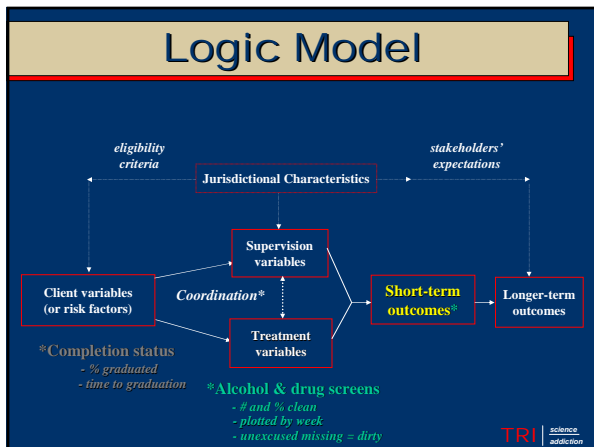 Logic Model
eligibility
criteria
stakeholders'
expectations
Jurisdictional Characteristics
Supervision
variables
Client variables
(or risk factors)
Coordination*
Short-term
outcomes*
Longer-term
outcomes
Treatment
variables
*Completion status
- % graduated
- time to graduation
*Alcohol & drug screens
- # and % clean
- plotted by week
- unexcused missing = dirty
TRI science
addiction